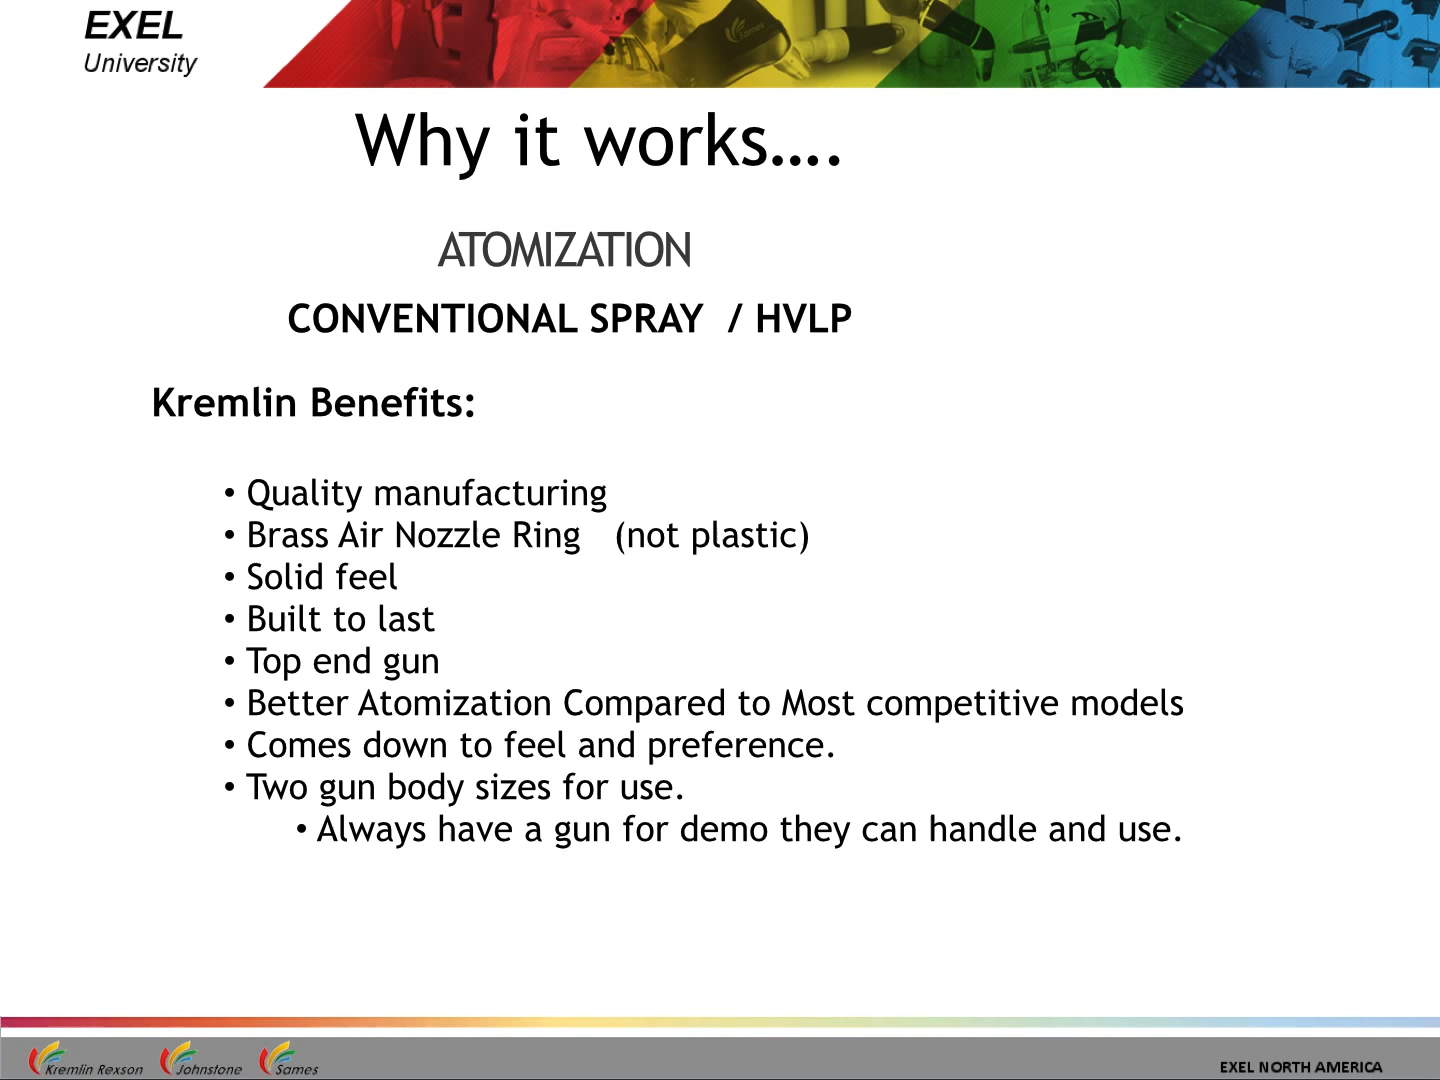 EXEL
University
Sames
Why it works....
ATOMIZATION
CONVENTIONAL SPRAY / HVLP
Kremlin Benefits:
• Quality manufacturing
• Brass Air Nozzle Ring (not plastic)
• Solid feel
• Built to last
• Top end gun
• Better Atomization Compared to Most competitive models
• Comes down to feel and preference.
• Two gun body sizes for use.
• Always have a gun for demo they can handle and use.
Kremlin Rexson Johnstone Sames
EXEL NORTH AMERICA